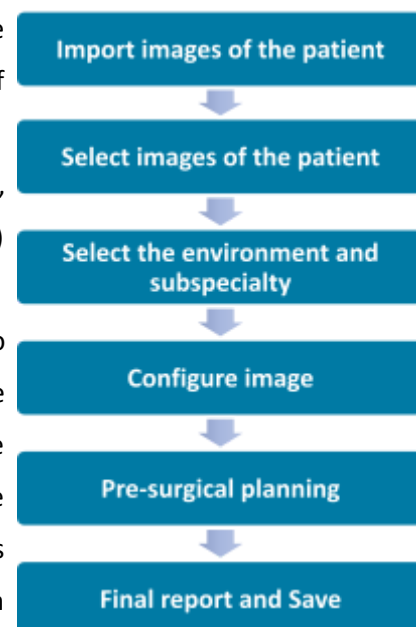 Import images of the patient
Select images of the patient
Select the environment and
subspecialty
Configure image
Pre-surgical planning
Final report and Save